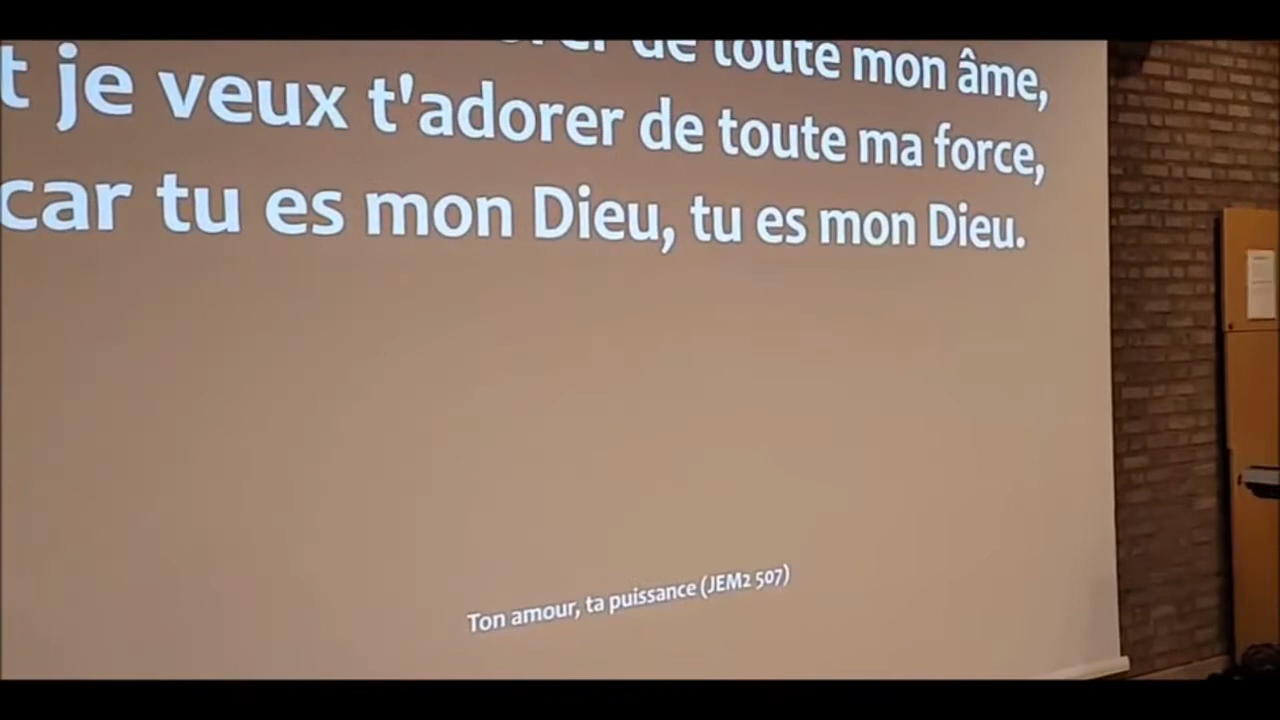 de toute mon âme,
t je veux t'adorer de toute ma force,
car tu es mon Dieu, tu es mon Dieu.
Ton amour, ta puissance (JEM2 507)